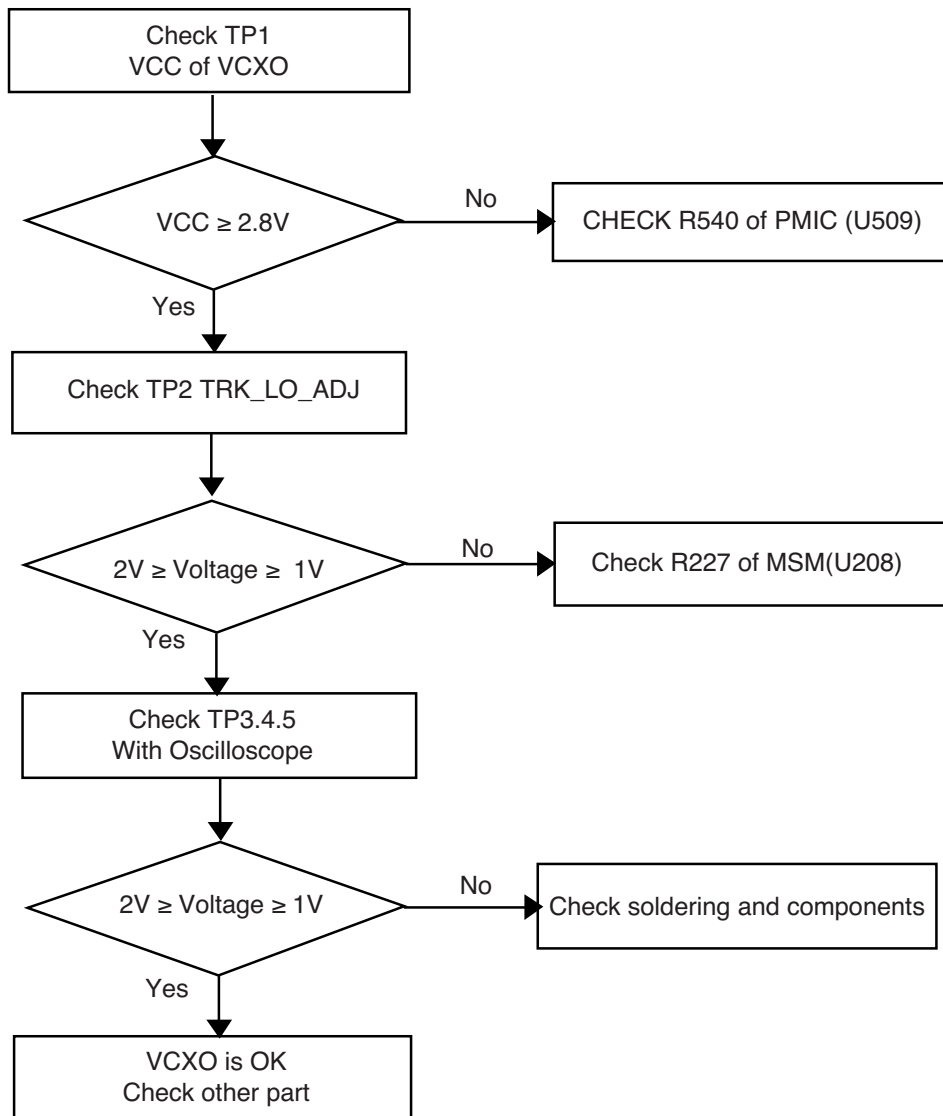 Check TP1
VCC of VCXO
VCC ≥ 2.8V
No
CHECK R540 of PMIC (U509)
Yes
Check TP2 TRK_LO_ADJ
2V ≥ Voltage ≥ 1V
No
Check R227 of MSM(U208)
Yes
Check TP3.4.5
With Oscilloscope
2V ≥ Voltage ≥ 1V
No
Check soldering and components
Yes
VCXO is OK
Check other part